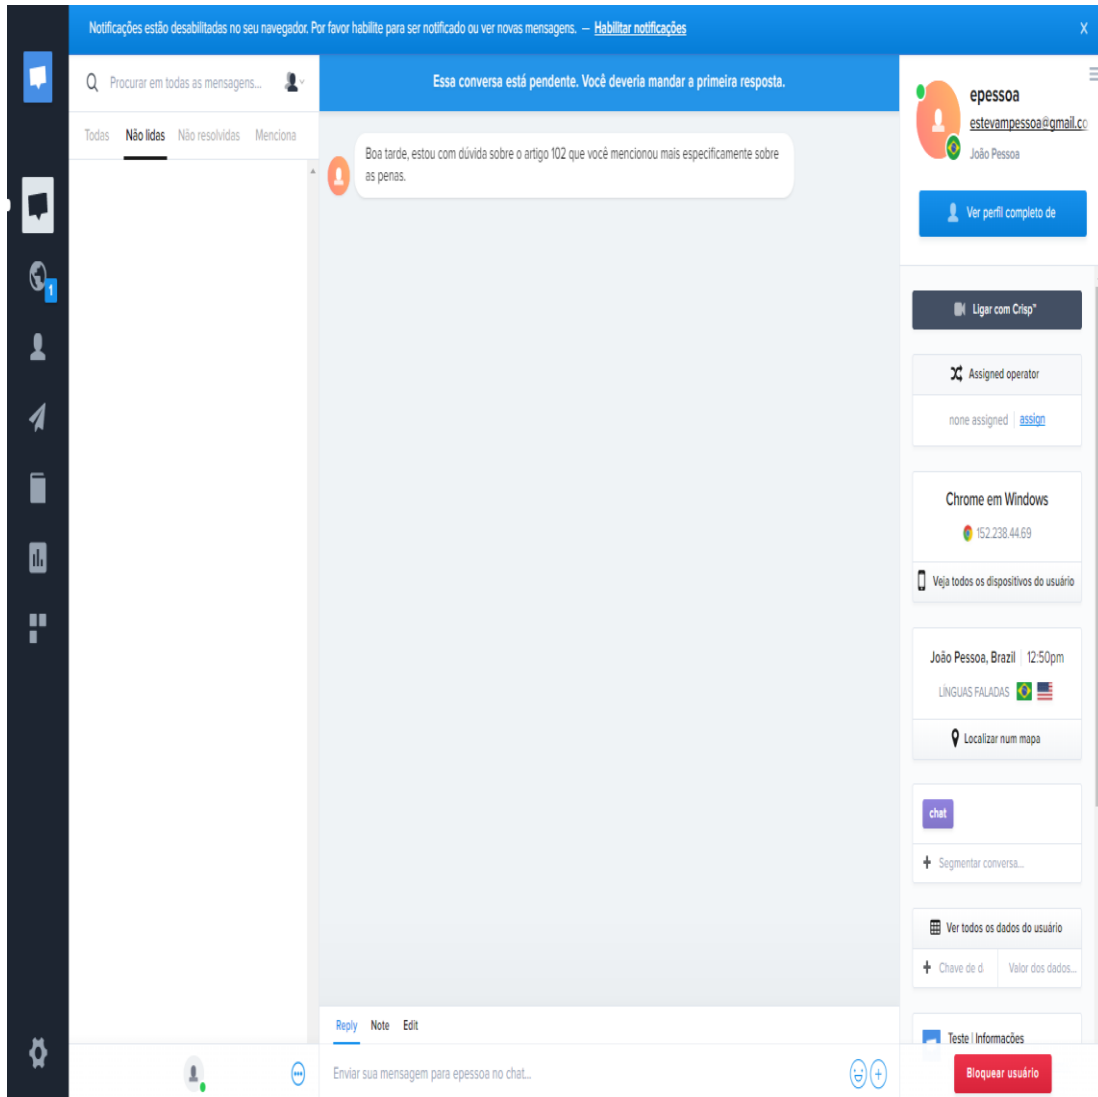 Notificações estão desabilitadas no seu navegador. Por favor habilite para ser notificado ou ver novas mensagens. — Habilitar notificações
X
Procurar em todas as mensagens...
Todas Não lidas Não resolvidas Menciona
Essa conversa está pendente. Você deveria mandar a primeira resposta.
Boa tarde, estou com dúvida sobre o artigo 102 que você mencionou mais especificamente sobre
as penas.
1
Reply Note Edit
Enviar sua mensagem para epessoa no chat...
epessoa
estevampessoa@gmail.co
João Pessoa
Ver perfil completo de
Ligar com Crisp™
Assigned operator
none assigned | assign
Chrome em Windows
152.238.44.69
Veja todos os dispositivos do usuário
João Pessoa, Brazil | 12:50pm
LÍNGUAS FALADAS
Localizar num mapa
chat
+ Segmentar conversa...
Ver todos os dados do usuário
+ Chave de d Valor dos dados...
Teste | Informações
Bloquear usuário